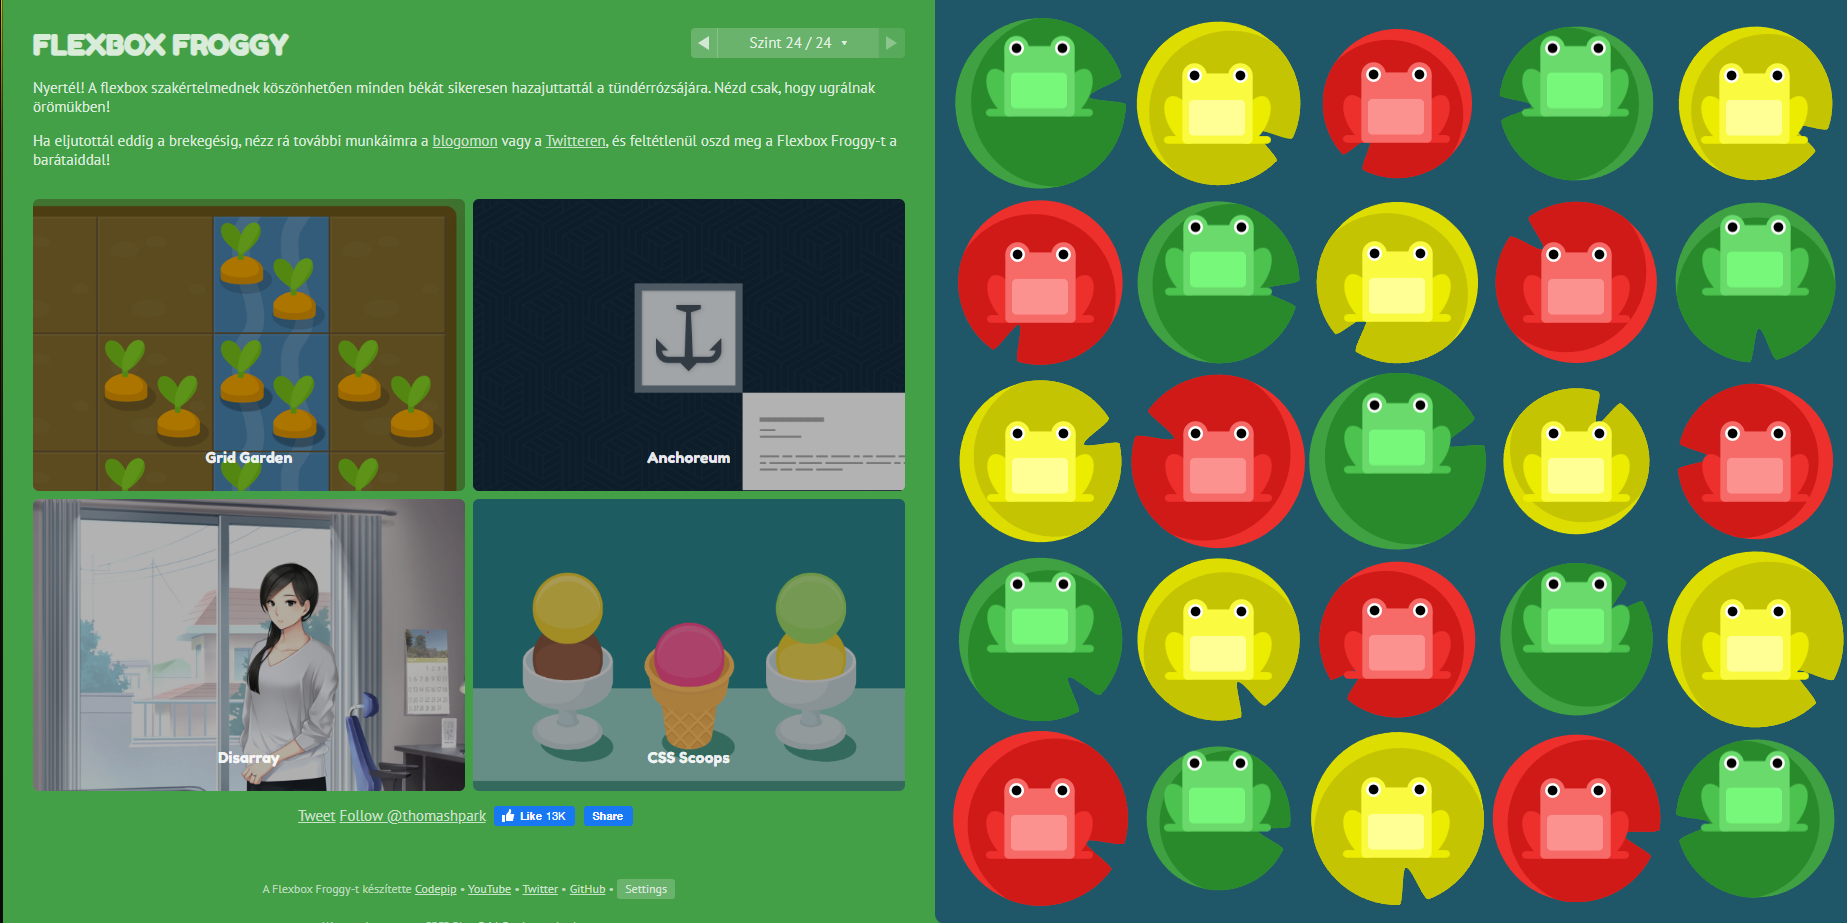 FLEXBOX FROGGY
Szint 24 / 24
Nyertél! A flexbox szakértelmednek köszönhetően minden békát sikeresen hazajuttattál a tündérrózsájára. Nézd csak, hogy ugrálnak
örömükben!
Ha eljutottál eddig a brekegésig, nézz rá további munkáimra a blogomon vagy a Twitteren, és feltétlenül oszd meg a Flexbox Froggy-t a
barátaiddal!
Grid Garden
Anchoreum
Disarray
CSS Scoops
Tweet Follow @thomashpark Like 13K Share
A Flexbox Froggy-t készítette Codepip • YouTube • Twitter • GitHub • Settings